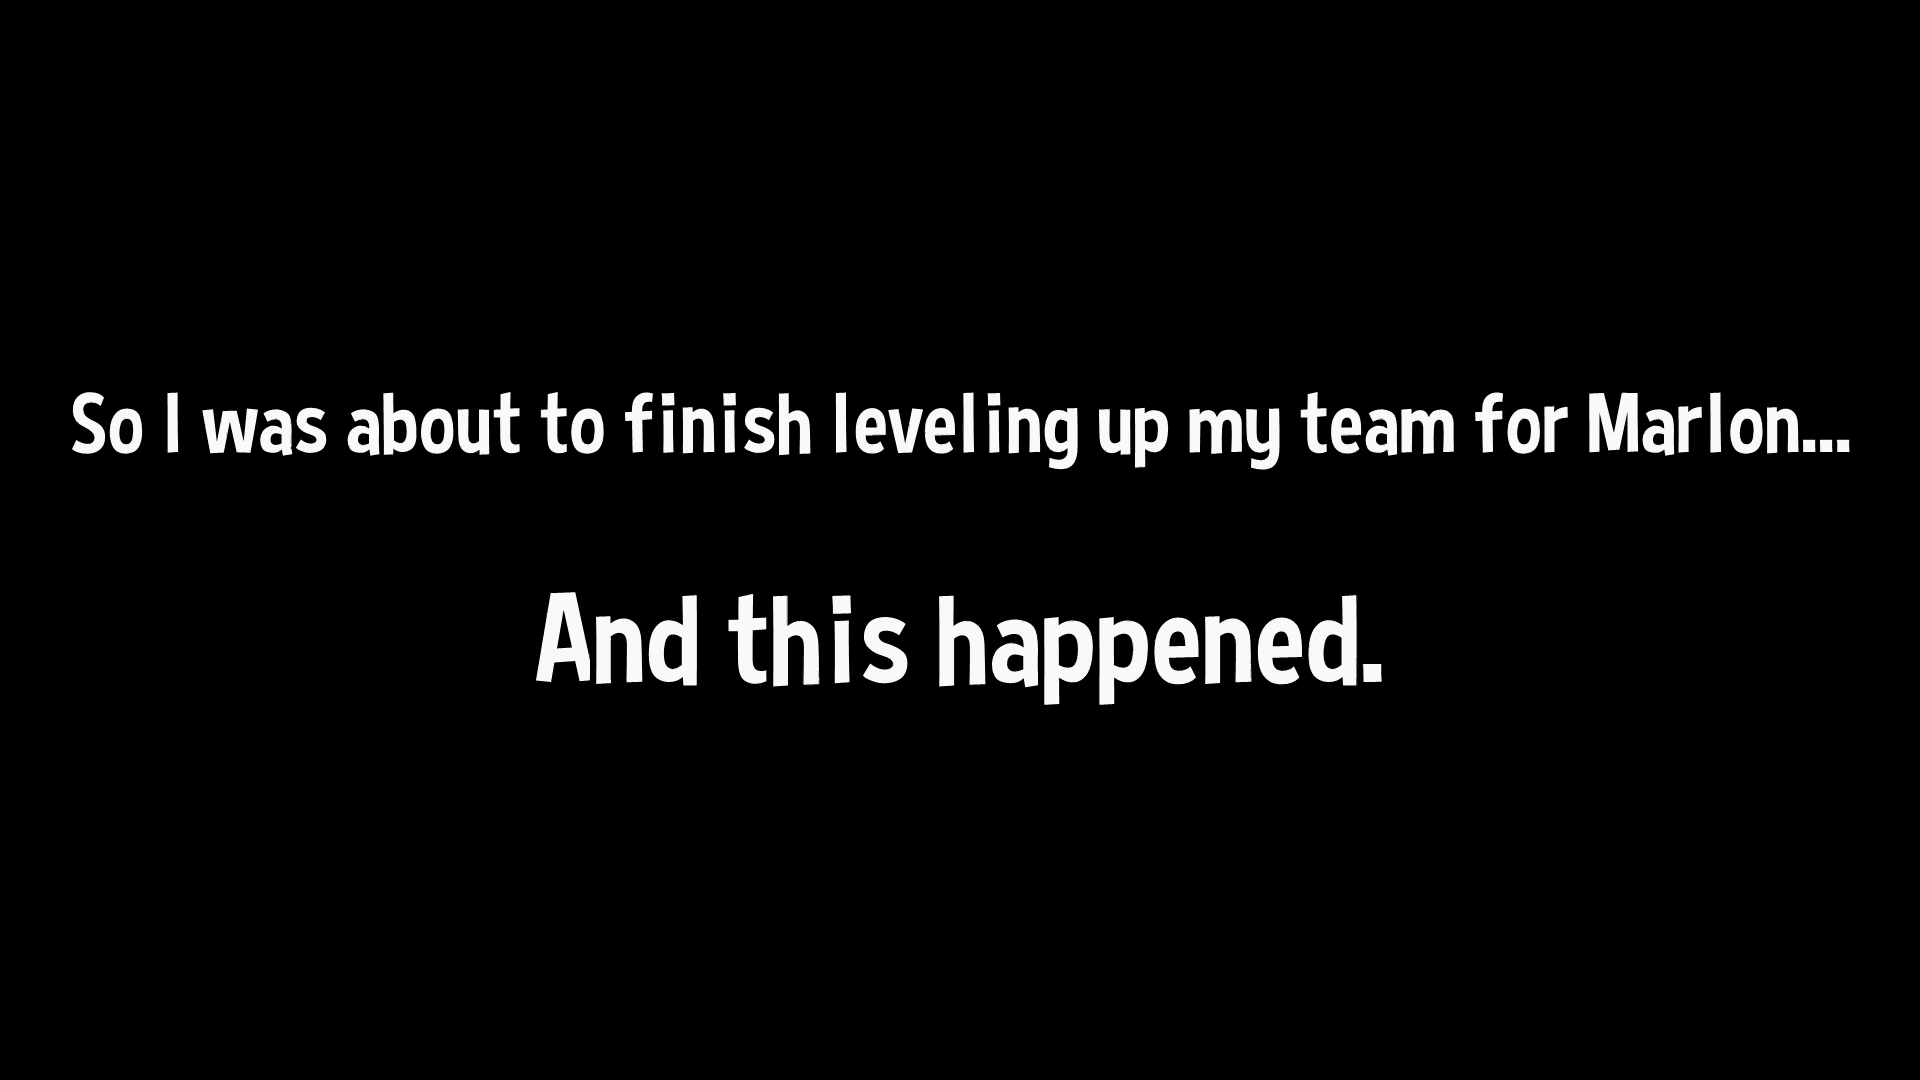 So I was about to finish leveling up my team for Marlon...
And this happened.